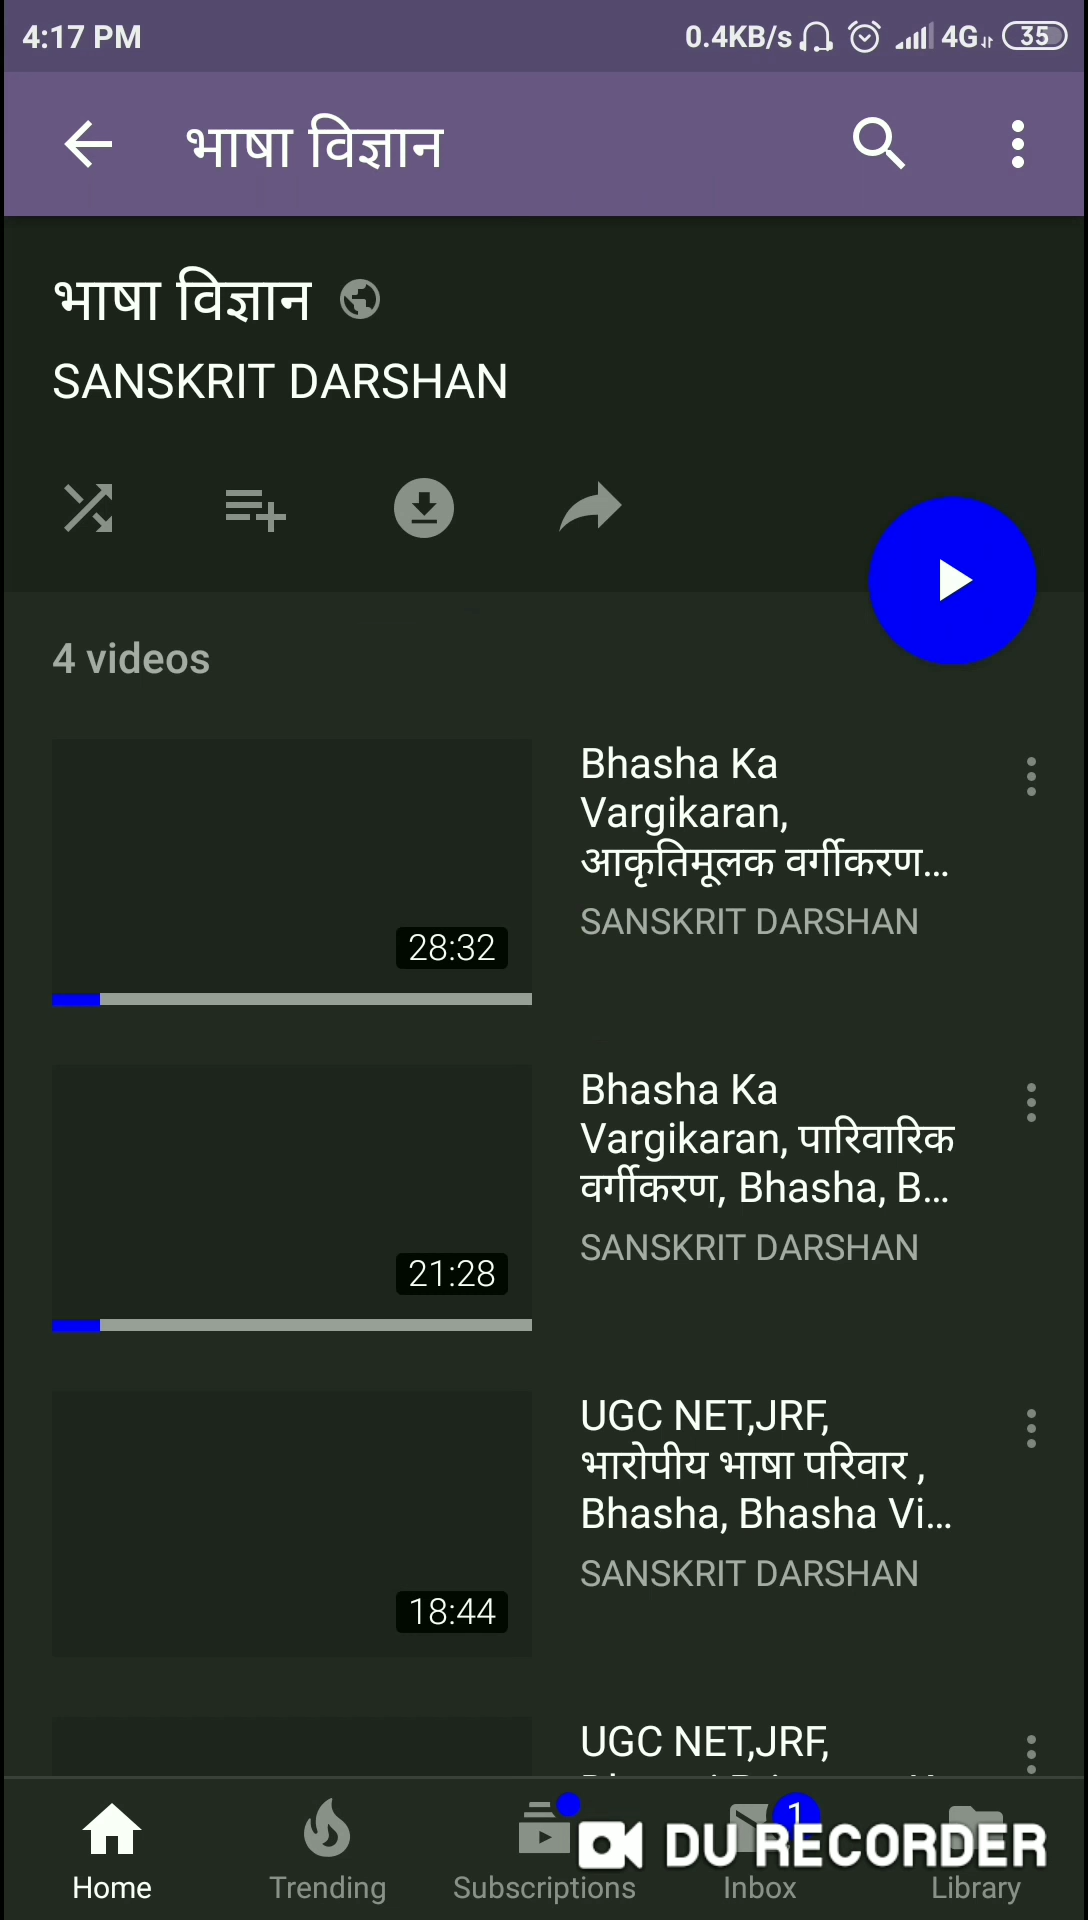 4:17 PM 0.4KB/s 4G 35
भाषा विज्ञान
भाषा विज्ञान
SANSKRIT DARSHAN
4 videos
Bhasha Ka
Vargikaran,
आकृतिमूलक वर्गीकरण...
SANSKRIT DARSHAN
28:32
Bhasha Ka
Vargikaran, पारिवारिक
वर्गीकरण, Bhasha, B...
SANSKRIT DARSHAN
21:28
UGC NET,JRF,
भारोपीय भाषा परिवार ,
Bhasha, Bhasha Vi...
SANSKRIT DARSHAN
18:44
UGC NET,JRF,
1
DU RECORDER
Home Trending Subscriptions Inbox Library